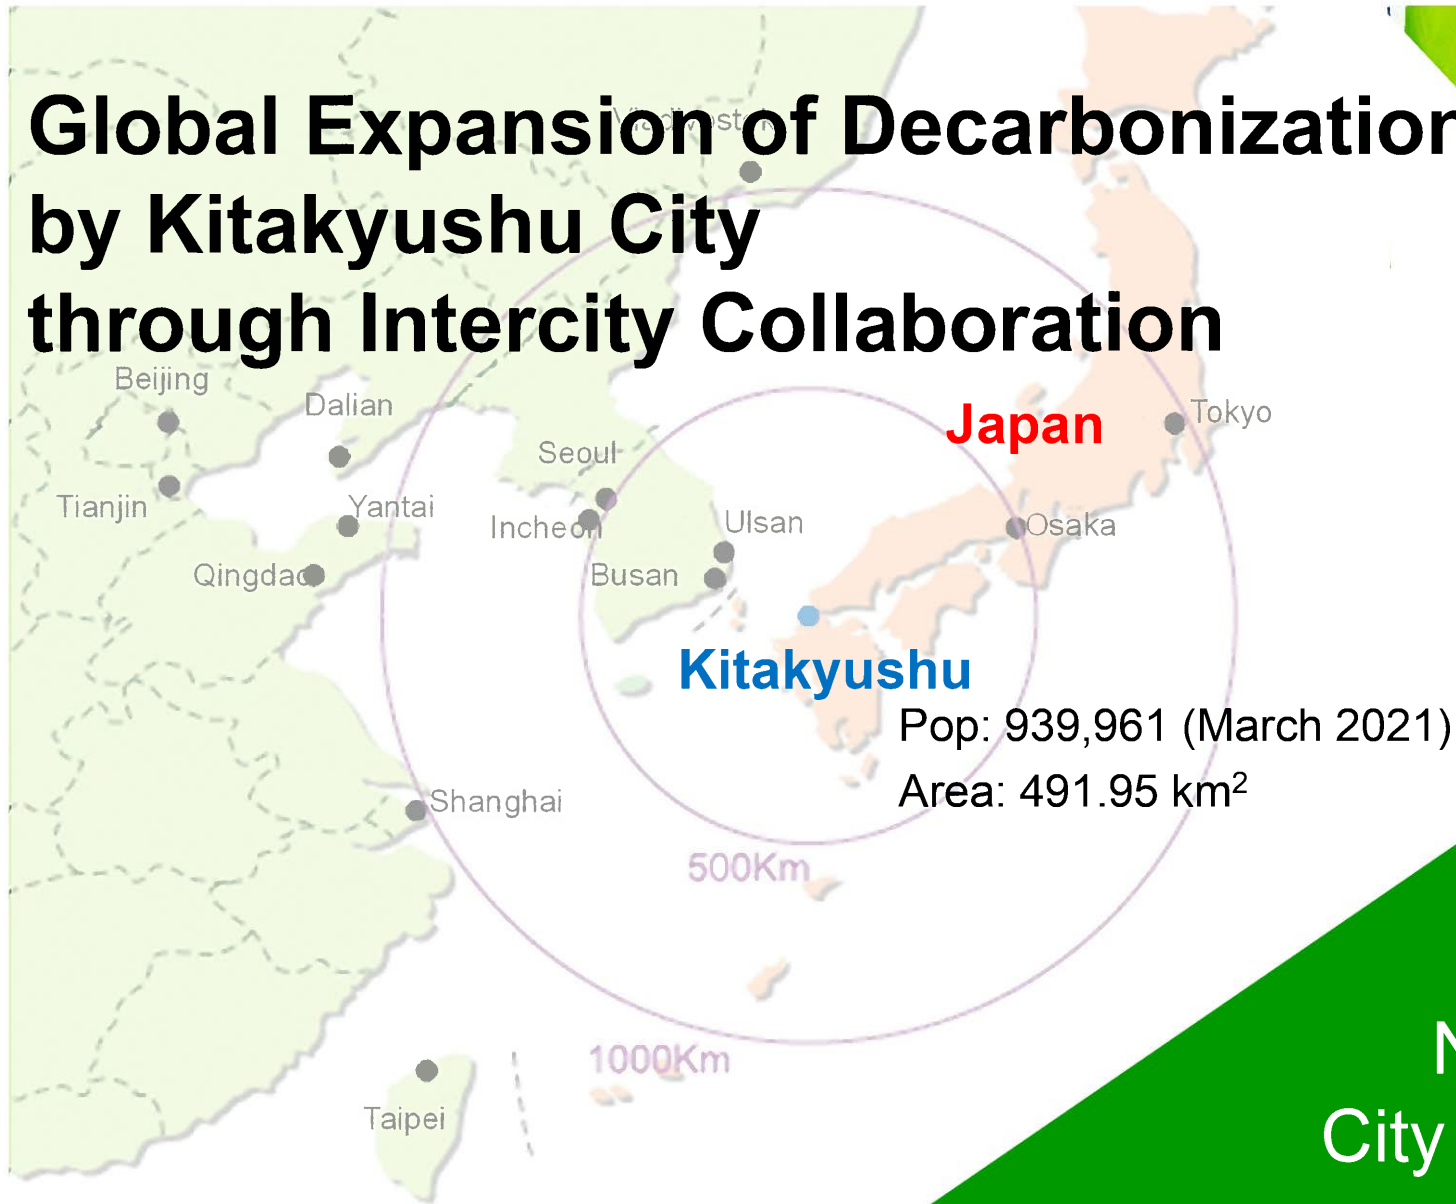 Global Expansion of Decarbonization
by Kitakyushu City
through Intercity Collaboration
Vladivostok
Beijing
Dalian
Japan
Tokyo
Seoul
Tianjin
Yantai
Incheon
Ulsan
Osaka
Qingdao
Busan
Kitakyushu
Pop: 939,961 (March 2021)
Area: 491.95 km²
Shanghai
500Km
1000Km
Taipei
N
City